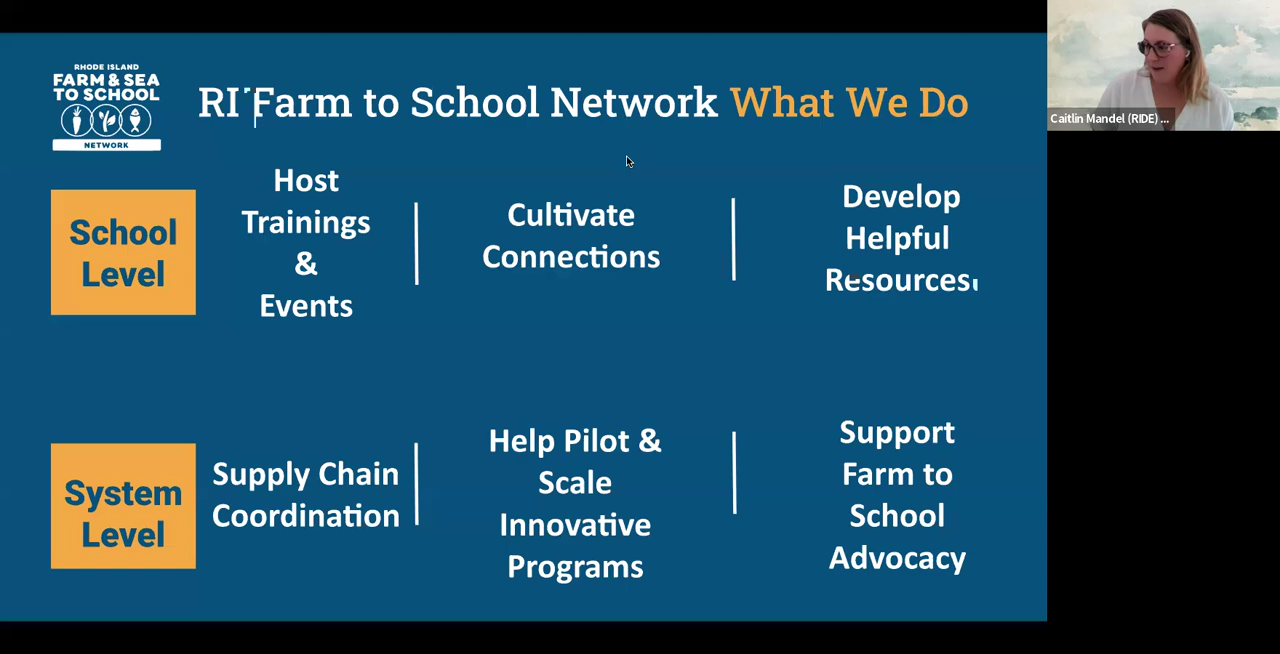 RHODE ISLAND
FARM & SEA
TO SCHOOL
NETWORK
RI Farm to School Network What We Do
School
Level
Host
Trainings
&
Events
Cultivate
Connections
Develop
Helpful
Resources
System
Level
Supply Chain
Coordination
Help Pilot &
Scale
Innovative
Programs
Support
Farm to
School
Advocacy
Caitlin Mandel (RIDE) ...